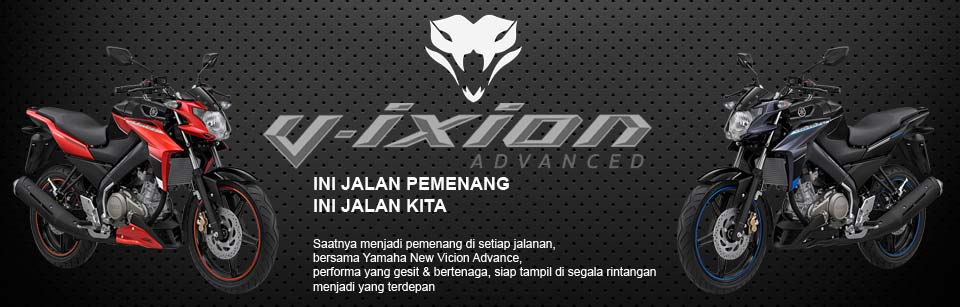 V-ixion
ADVANCED
INI JALAN PEMENANG
INI JALAN KITA
Saatnya menjadi pemenang di setiap jalanan,
bersama Yamaha New Vicion Advance,
performa yang gesit & bertenaga, siap tampil di segala rintangan
menjadi yang terdepan